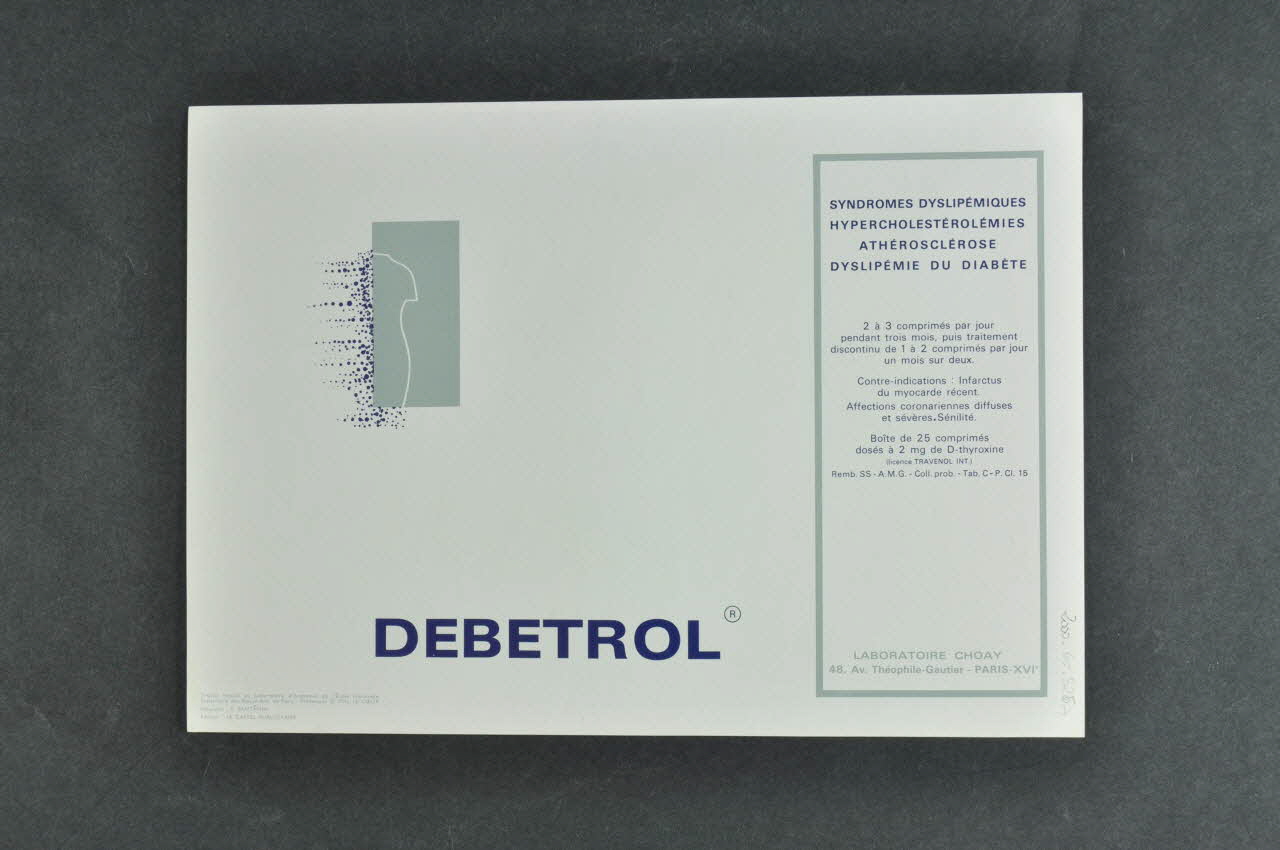 SYNDROMES DYSLIPÉMIQUES
HYPERCHOLESTÉROLÉMIES
ATHÉROSCLÉROSE
DYSLIPÉMIE DU DIABÈTE
2 à 3 comprimés par jour
pendant trois mois, puis traitement
discontinu de 1 à 2 comprimés par jour
un mois sur deux.
Contre-indications : Infarctus
du myocarde récent.
Affections coronariennes diffuses
et sévères. Sénilité.
Boîte de 25 comprimés
dosés à 2 mg de D-thyroxine
(licence TRAVENOL INT.)
Remb. SS - A.M.G. - Coll. prob. - Tab. C - P. Cl. 15
DEBETROL ®
LABORATOIRE CHOAY
48, Av. Théophile-Gautier - PARIS-XVIe